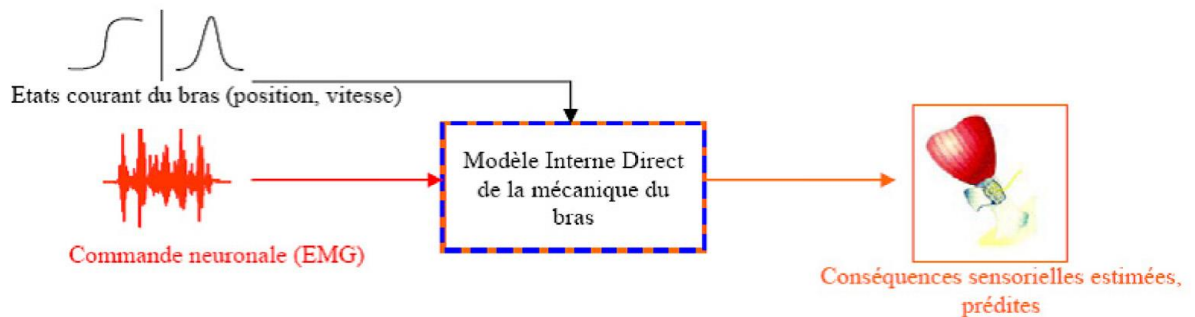 Etats courant du bras (position, vitesse)
Modèle Interne Direct
de la mécanique du
bras
Commande neuronale (EMG)
Conséquences sensorielles estimées,
prédites